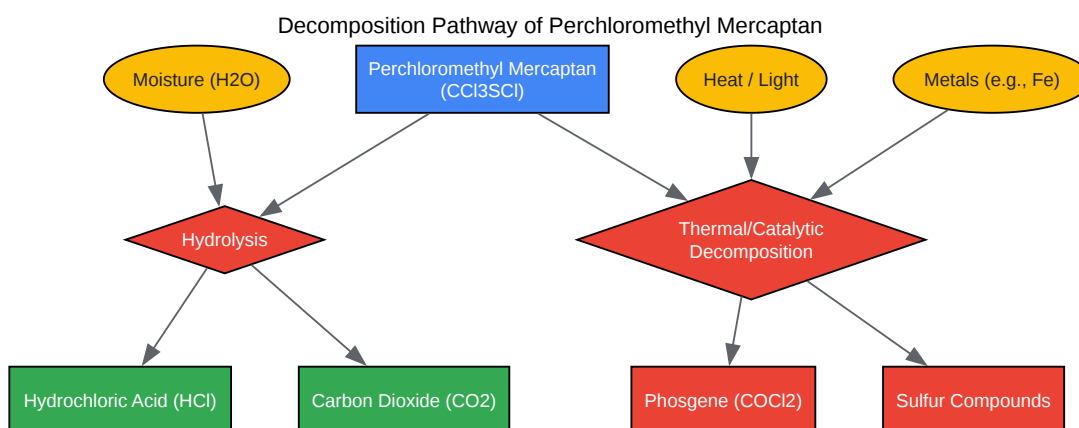 Decomposition Pathway of Perchloromethyl Mercaptan
Moisture (H2O)
Perchloromethyl Mercaptan
(CCl3SCl)
Heat / Light
Metals (e.g., Fe)
Hydrolysis
Thermal/Catalytic
Decomposition
Hydrochloric Acid (HCl)
Carbon Dioxide (CO2)
Phosgene (COCl2)
Sulfur Compounds